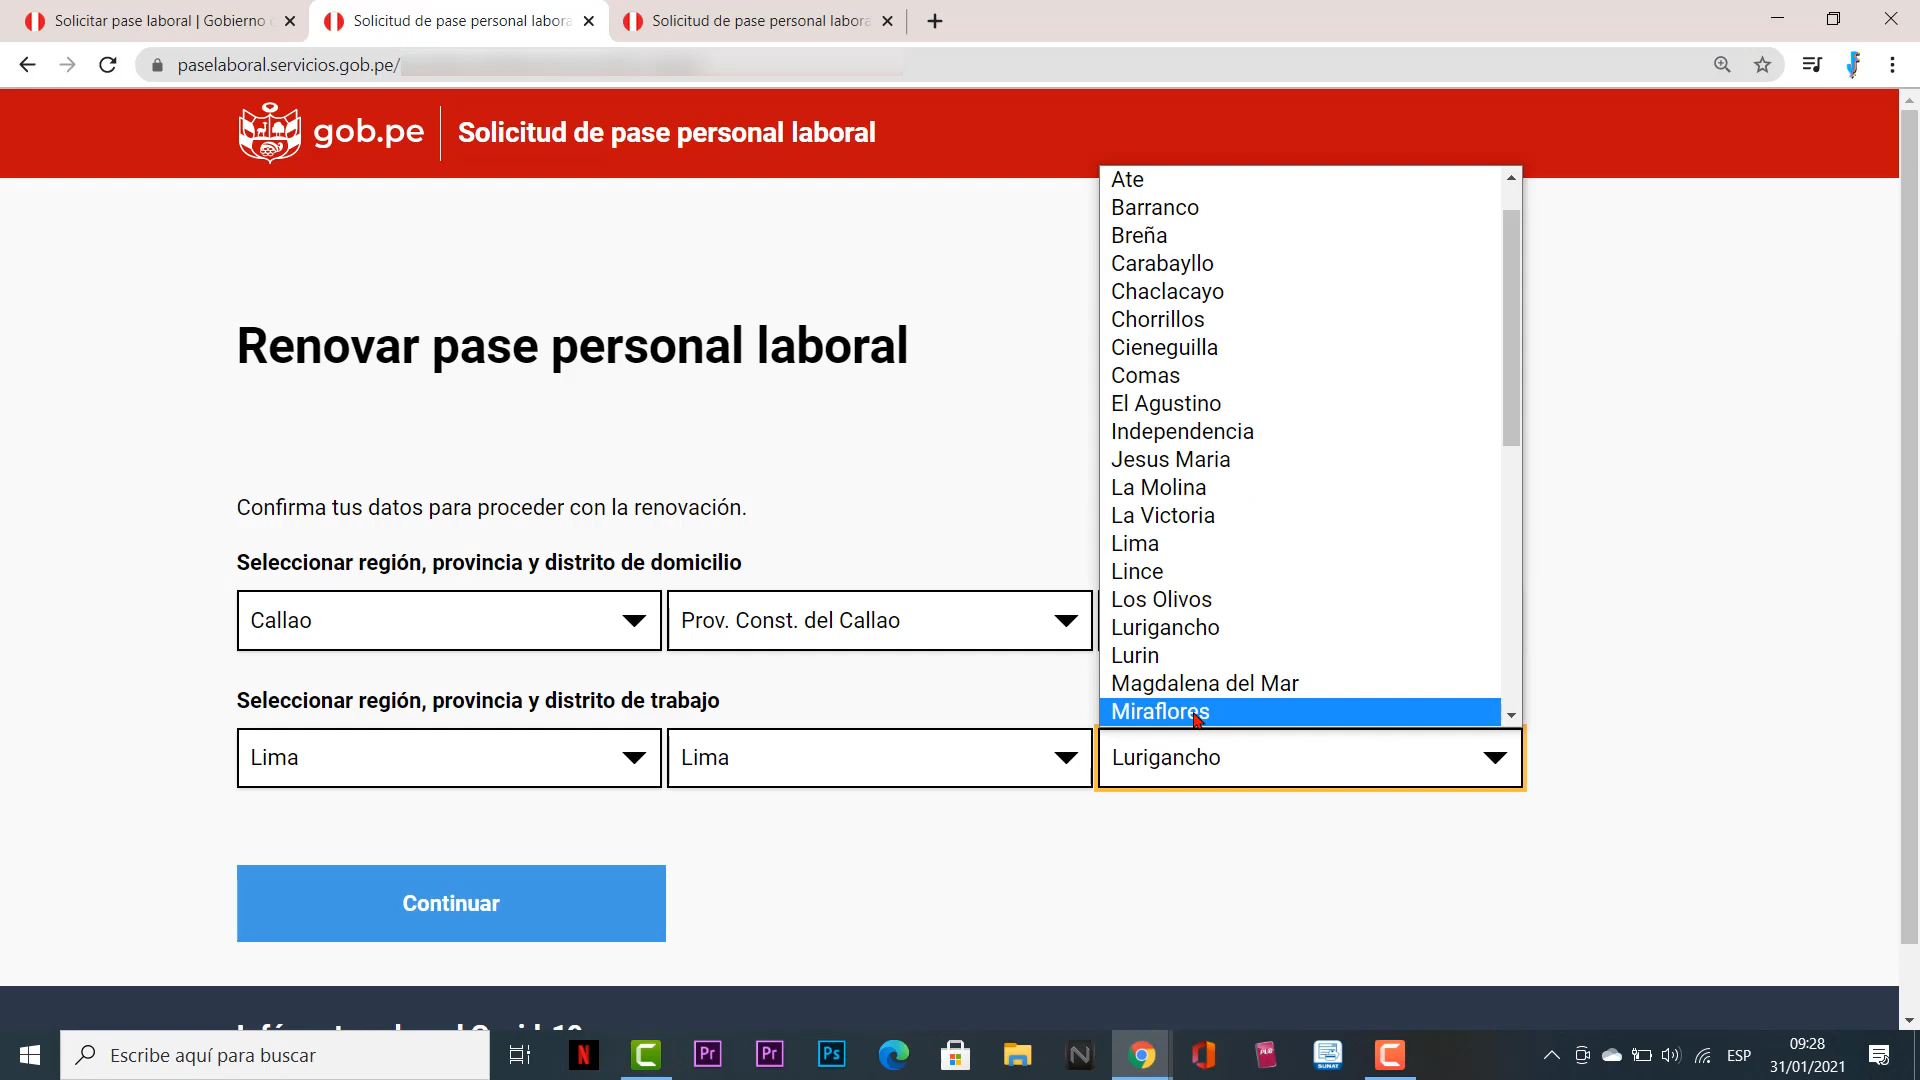 Solicitar pase laboral | Gobierno
Solicitud de pase personal labora
Solicitud de pase personal labora
paselaboral.servicios.gob.pe/
gob.pe
Solicitud de pase personal laboral
Renovar pase personal laboral
Confirma tus datos para proceder con la renovación.
Seleccionar región, provincia y distrito de domicilio
Callao
Prov. Const. del Callao
Seleccionar región, provincia y distrito de trabajo
Lima
Lima
Lurigancho
Ate
Barranco
Breña
Carabayllo
Chaclacayo
Chorrillos
Cieneguilla
Comas
El Agustino
Independencia
Jesus Maria
La Molina
La Victoria
Lima
Lince
Los Olivos
Lurigancho
Lurin
Magdalena del Mar
Miraflores
Continuar
Escribe aquí para buscar
N
C
Pr
Pr
Ps
N
PLE
SUNAT
C
ESP
09:28
31/01/2021